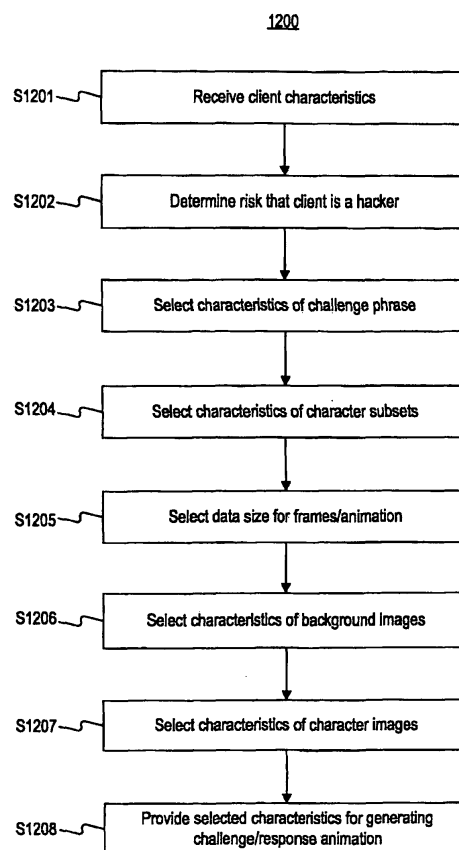 1200
S1201 Receive client characteristics
S1202 Determine risk that client is a hacker
S1203 Select characteristics of challenge phrase
S1204 Select characteristics of character subsets
S1205 Select data size for frames/animation
S1206 Select characteristics of background images
S1207 Select characteristics of character images
S1208 Provide selected characteristics for generating
challenge/response animation